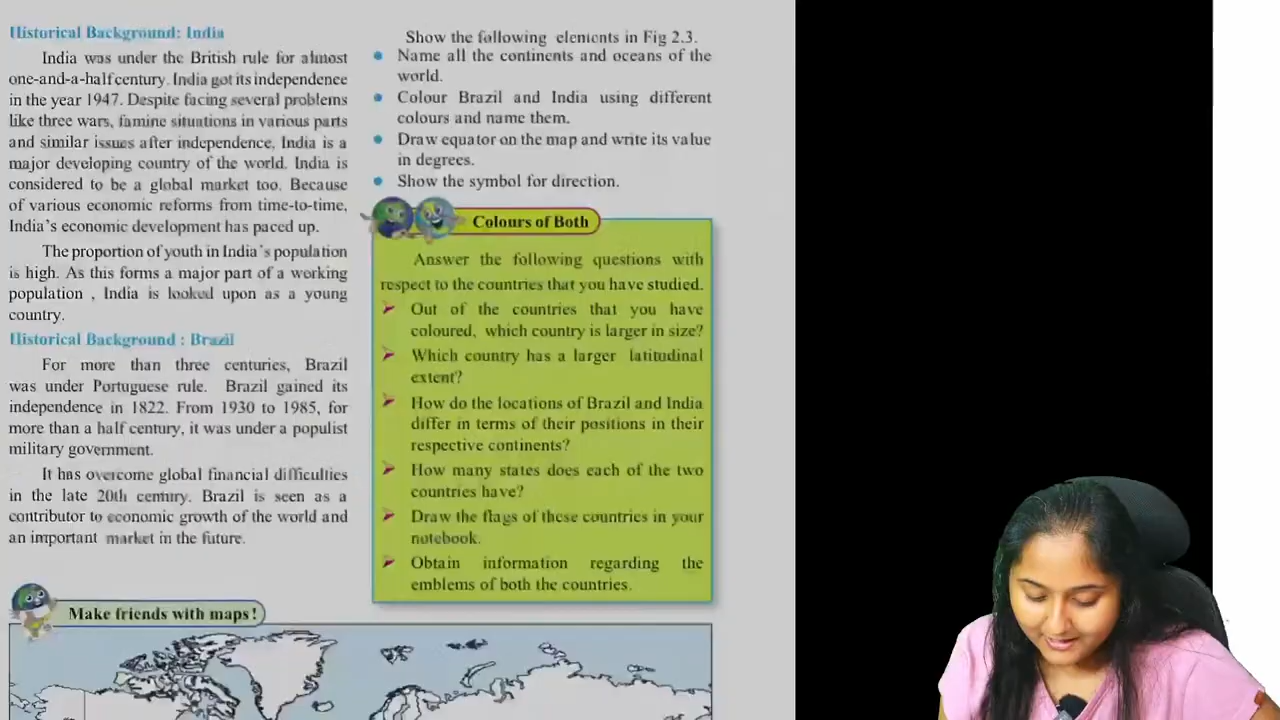 Historical Background: India
India was under the British rule for almost
one-and-a-half century. India got its independence
in the year 1947. Despite facing several problems
like three wars, famine situations in various parts
and similar issues after independence, India is a
major developing country of the world. India is
considered to be a global market too. Because
of various economic reforms from time-to-time,
India's economic development has paced up.
The proportion of youth in India's population
is high. As this forms a major part of a working
population , India is looked upon as a young
country.
Historical Background : Brazil
For more than three centuries, Brazil
was under Portuguese rule. Brazil gained its
independence in 1822. From 1930 to 1985, for
more than a half century, it was under a populist
military government.
It has overcome global financial difficulties
in the late 20th century. Brazil is seen as a
contributor to economic growth of the world and
an important market in the future.
Make friends with maps!
Show the following elements in Fig 2.3.
Name all the continents and oceans of the
world.
Colour Brazil and India using different
colours and name them.
Draw equator on the map and write its value
in degrees.
Show the symbol for direction.
Colours of Both
Answer the following questions with
respect to the countries that you have studied.
Out of the countries that you have
coloured, which country is larger in size?
Which country has a larger latitudinal
extent?
How do the locations of Brazil and India
differ in terms of their positions in their
respective continents?
How many states does each of the two
countries have?
Draw the flags of these countries in your
notebook.
Obtain information regarding the
emblems of both the countries.